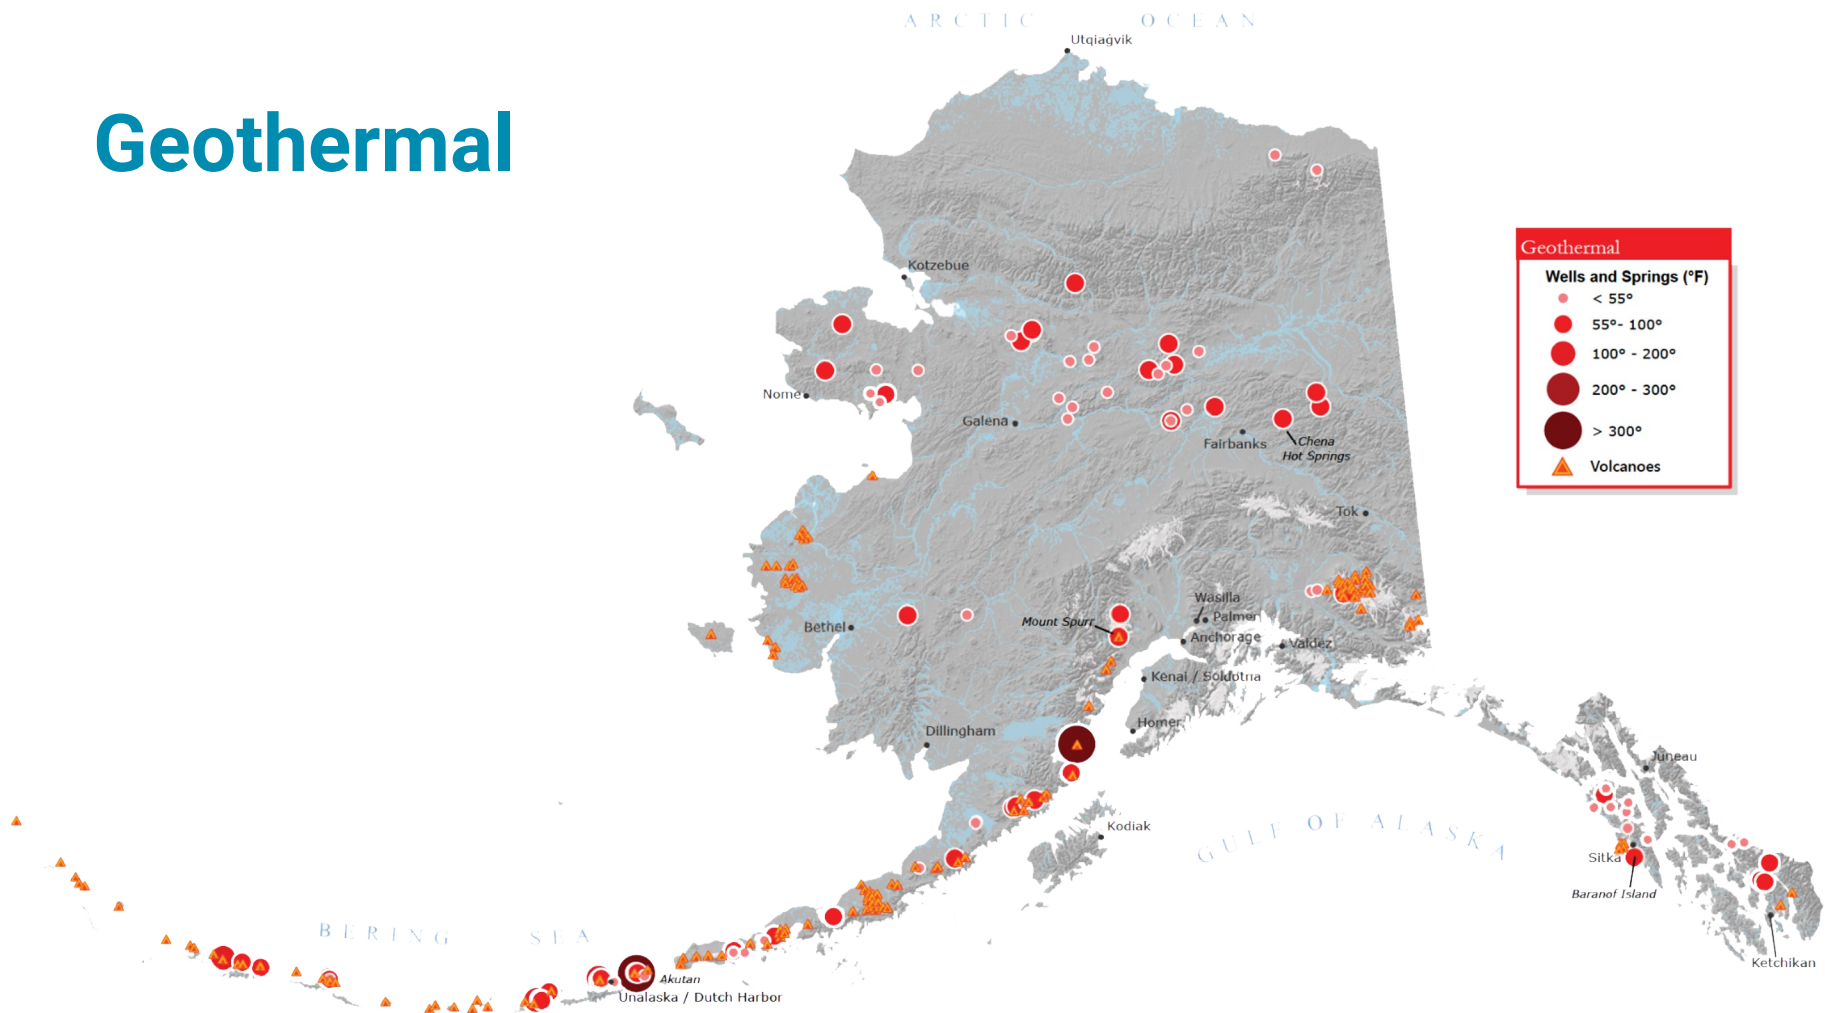 ARCTIC OCEAN
Utqiaġvik
Geothermal
Kotzebue
Geothermal
Wells and Springs (°F)
< 55°
55°- 100°
100° - 200°
200° - 300°
> 300°
Volcanoes
Nome
Galena
Fairbanks
Chena
Hot Springs
Tok
Wasilla
Palmer
Mount Spurr
Bethel
Anchorage
Valdez
Kenai / Soldotna
Homer
Dillingham
Juneau
Kodiak
GULF OF ALASKA
Sitka
Baranof Island
BERING SEA
Ketchikan
Akutan
Unalaska / Dutch Harbor